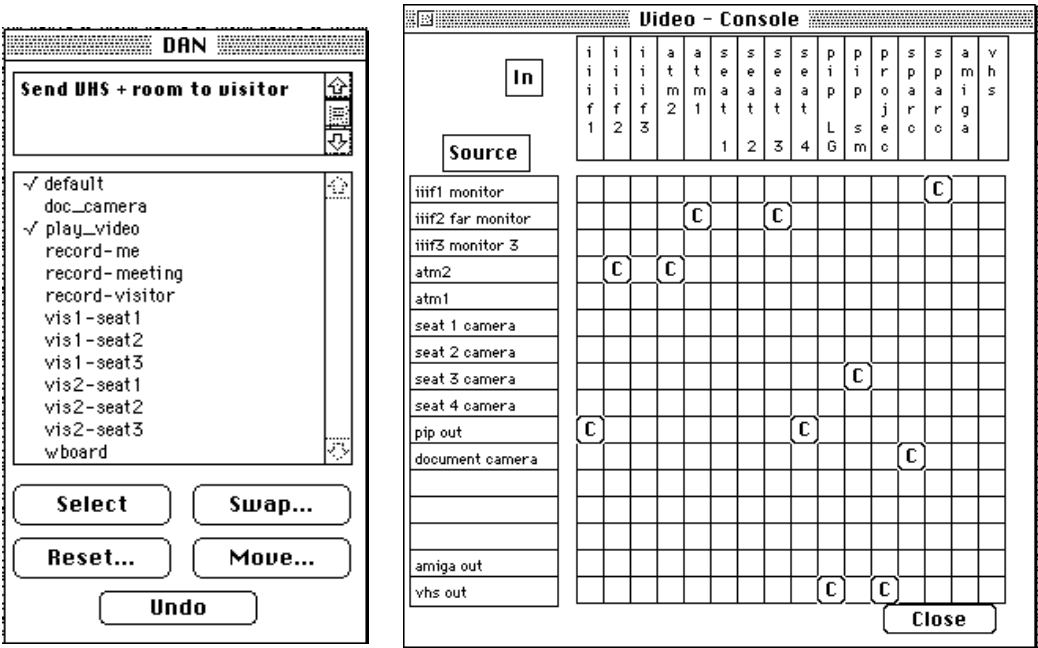 DAN
Send VHS + room to visitor
√ default
doc_camera
√ play_video
record-me
record-meeting
record-visitor
vis1-seat1
vis1-seat2
vis1-seat3
vis2-seat1
vis2-seat2
vis2-seat3
wboard
Select
Swap...
Reset...
Move...
Undo
Video - Console
In
iiif1
iiif2
iiif3
atm2
atm1
seat 1
seat 2
seat 3
seat 4
pip LG
pip sm
projec
sparc
sparc
amiga
vhs
Source
iiif1 monitor C
iiif2 far monitor C C
iiif3 monitor 3
atm2 C C
atm1
seat 1 camera
seat 2 camera
seat 3 camera C
seat 4 camera
pip out C C
document camera C
amiga out
vhs out C C
Close